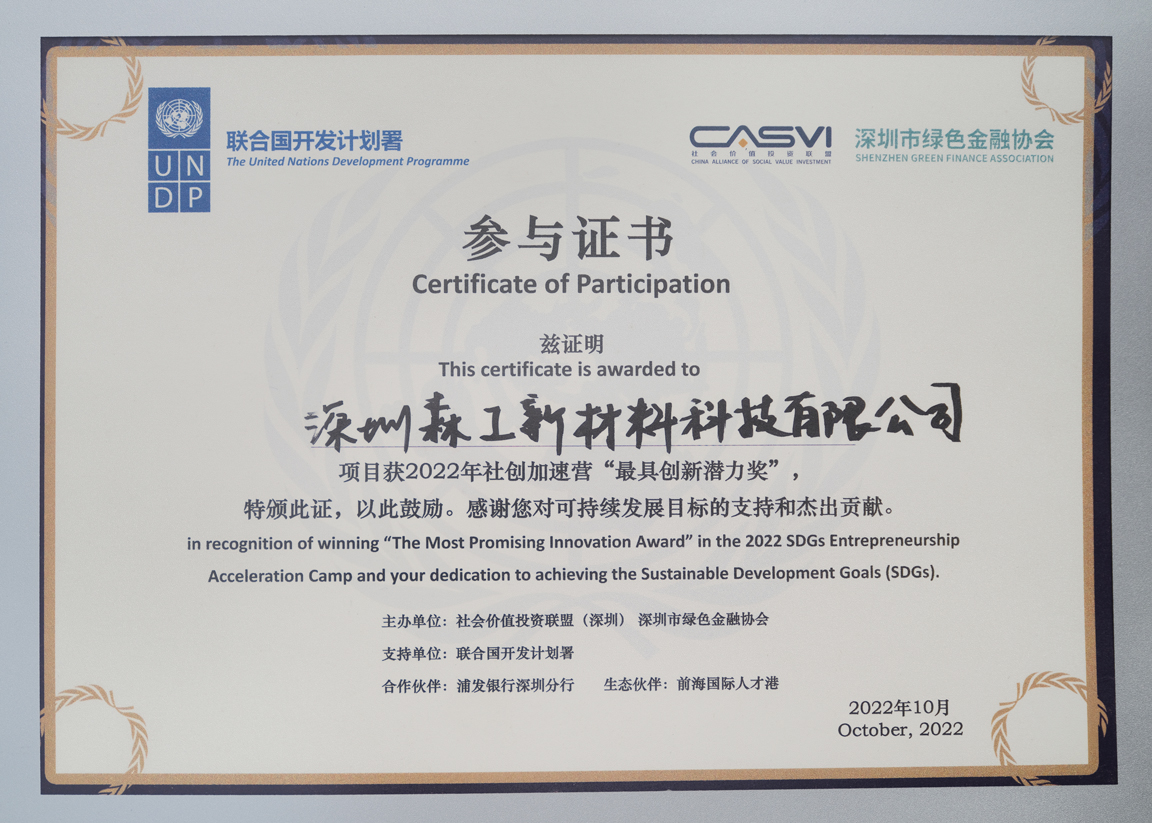 UN
DP
联合国开发计划署
The United Nations Development Programme
CASVI
社会价值投资联盟
CHINA ALLIANCE OF SOCIAL VALUE INVESTMENT
深圳市绿色金融协会
SHENZHEN GREEN FINANCE ASSOCIATION
参与证书
Certificate of Participation
兹证明
This certificate is awarded to
深圳森工新材料科技有限公司
项目获2022年社创加速营“最具创新潜力奖”，
特颁此证，以此鼓励。感谢您对可持续发展目标的支持和杰出贡献。
in recognition of winning “The Most Promising Innovation Award” in the 2022 SDGs Entrepreneurship
Acceleration Camp and your dedication to achieving the Sustainable Development Goals (SDGs).
主办单位：社会价值投资联盟（深圳） 深圳市绿色金融协会
支持单位：联合国开发计划署
合作伙伴：浦发银行深圳分行 生态伙伴：前海国际人才港
2022年10月
October, 2022